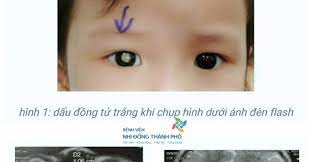 hình 1: dấu đồng tử trắng khi chụp hình dưới ánh đèn flash
BỆNH VIỆN
NHI ĐỒNG THÀNH PHỐ
D2